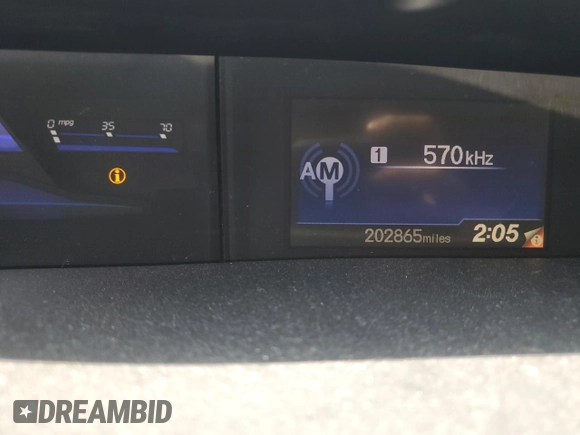 0 mpg 35 70
i
AM 1 570kHz
202865miles 2:05 i
DREAMBID